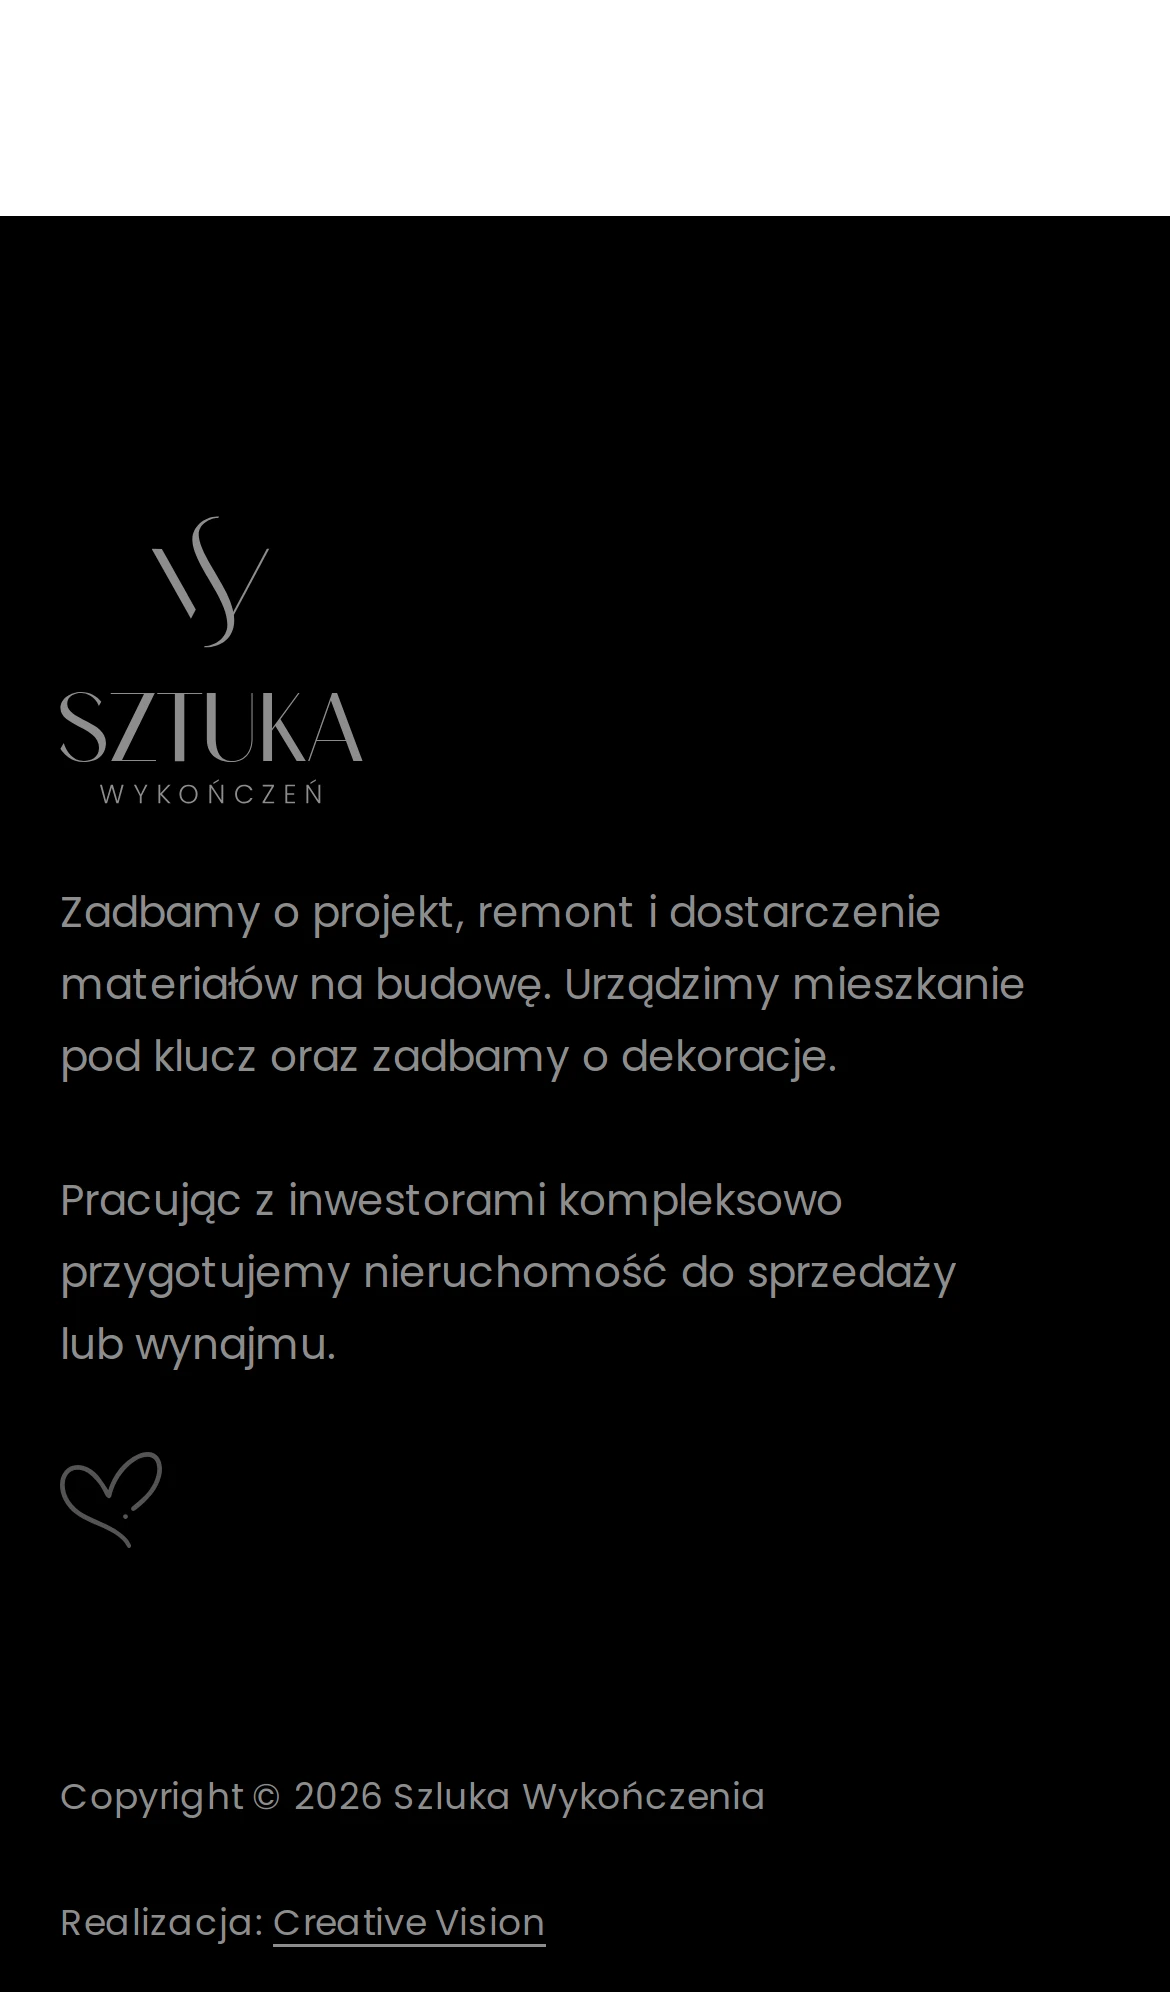 SZTUKA
WYKOŃCZEŃ
Zadbamy o projekt, remont i dostarczenie
materiałów na budowę. Urządzimy mieszkanie
pod klucz oraz zadbamy o dekoracje.
Pracując z inwestorami kompleksowo
przygotujemy nieruchomość do sprzedaży
lub wynajmu.
Copyright © 2026 Szluka Wykończenia
Realizacja: Creative Vision